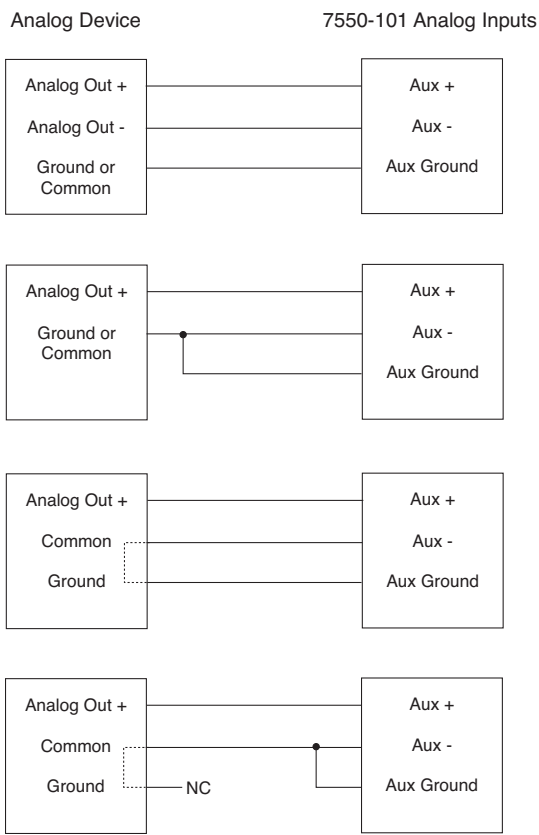 Analog Device
7550-101 Analog Inputs
Analog Out +
Aux +
Analog Out -
Aux -
Ground or
Common
Aux Ground
Analog Out +
Aux +
Ground or
Common
Aux -
Aux Ground
Analog Out +
Aux +
Common
Aux -
Ground
Aux Ground
Analog Out +
Aux +
Common
Aux -
Ground
NC
Aux Ground